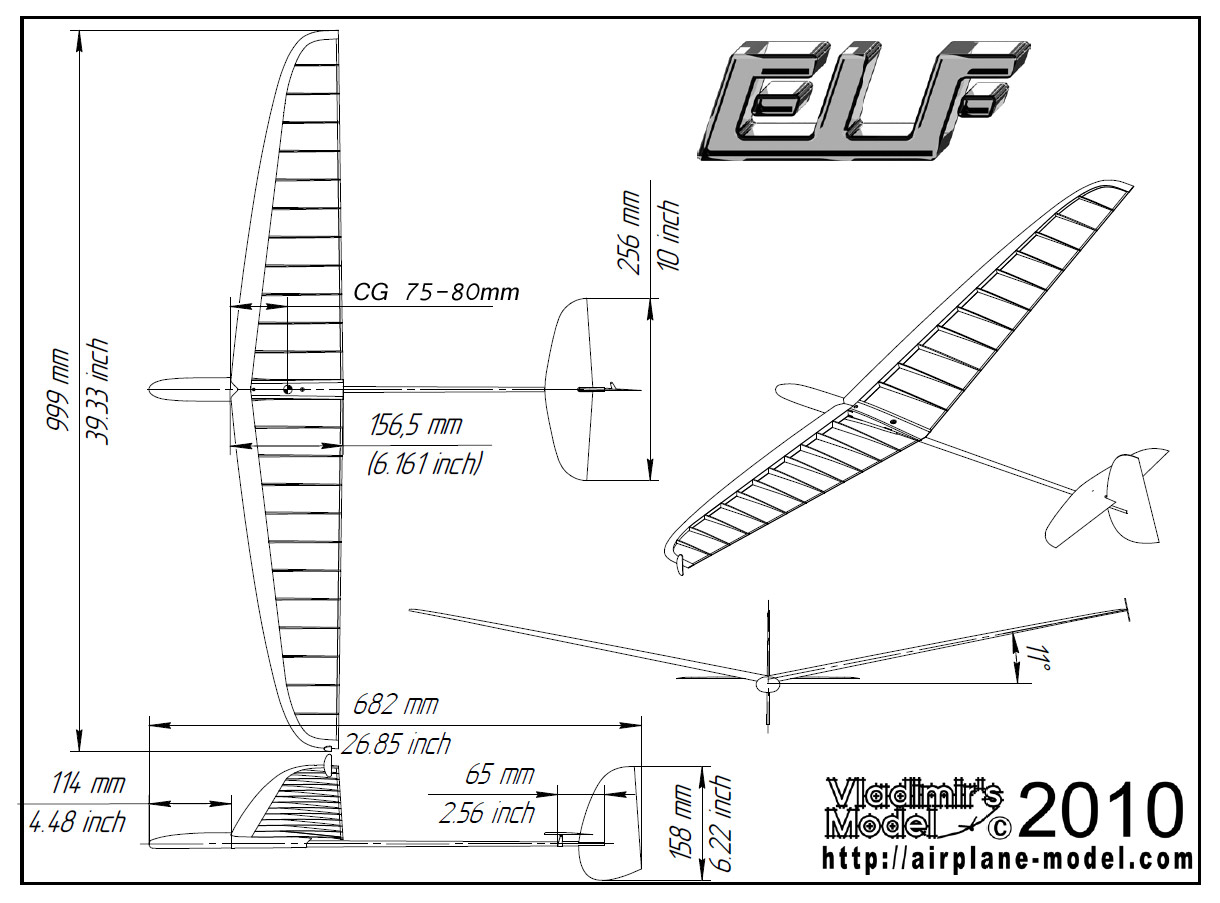 ELF
256 mm
10 inch
CG 75-80mm
999 mm
39.33 inch
156,5 mm
(6.161 inch)
11°
682 mm
26.85 inch
114 mm
4.48 inch
65 mm
2.56 inch
158 mm
6.22 inch
Vladimir's
Model © 2010
http://airplane-model.com